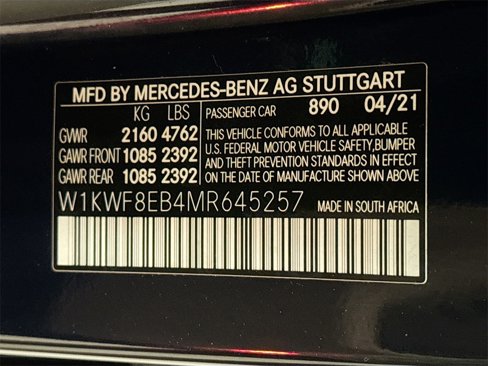 MFD BY MERCEDES-BENZ AG STUTTGART
KG LBS PASSENGER CAR 890 04/21
GVWR 2160 4762
GAWR FRONT 1085 2392
GAWR REAR 1085 2392
THIS VEHICLE CONFORMS TO ALL APPLICABLE
U.S. FEDERAL MOTOR VEHICLE SAFETY,BUMPER
AND THEFT PREVENTION STANDARDS IN EFFECT
ON THE DATE OF MANUFACTURE SHOWN ABOVE
W1KWF8EB4MR645257 MADE IN SOUTH AFRICA